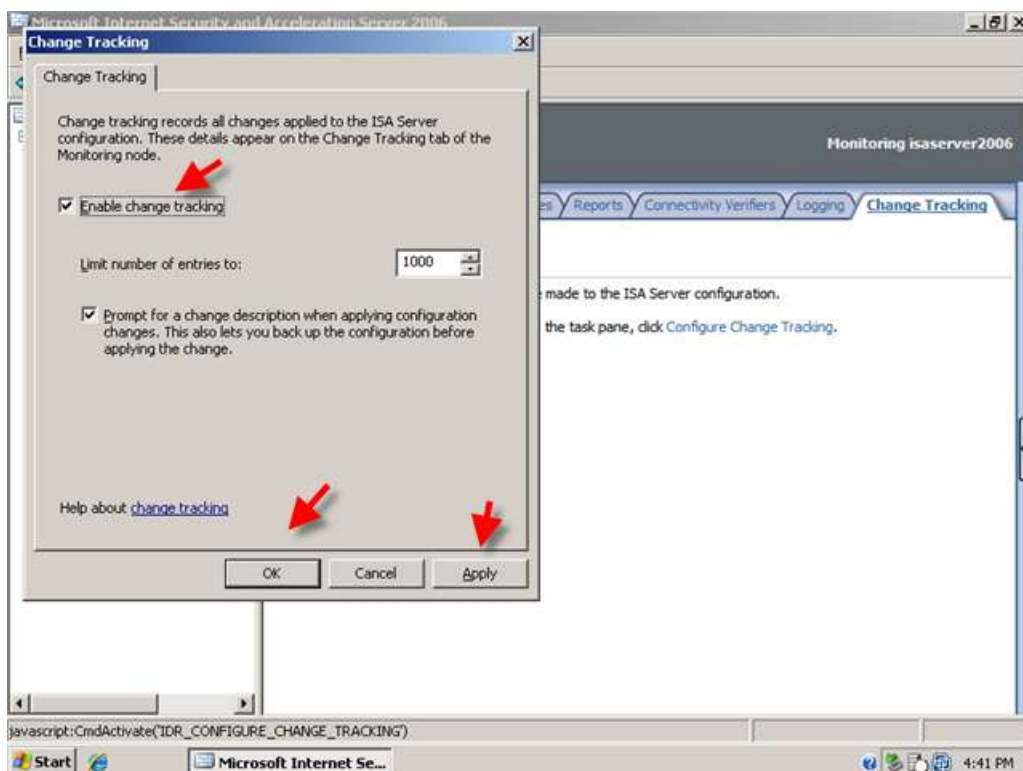 Microsoft Internet Security and Acceleration Server 2006
Change Tracking
Change Tracking
Change tracking records all changes applied to the ISA Server
configuration. These details appear on the Change Tracking tab of the
Monitoring node.
Enable change tracking
Limit number of entries to:
1000
Prompt for a change description when applying configuration
changes. This also lets you back up the configuration before
applying the change.
Help about change tracking
OK
Cancel
Apply
Monitoring isaserver2006
es
Reports
Connectivity Verifiers
Logging
Change Tracking
made to the ISA Server configuration.
the task pane, click Configure Change Tracking.
javascript:CmdActivate('IDR_CONFIGURE_CHANGE_TRACKING')
Start
Microsoft Internet Se...
4:41 PM